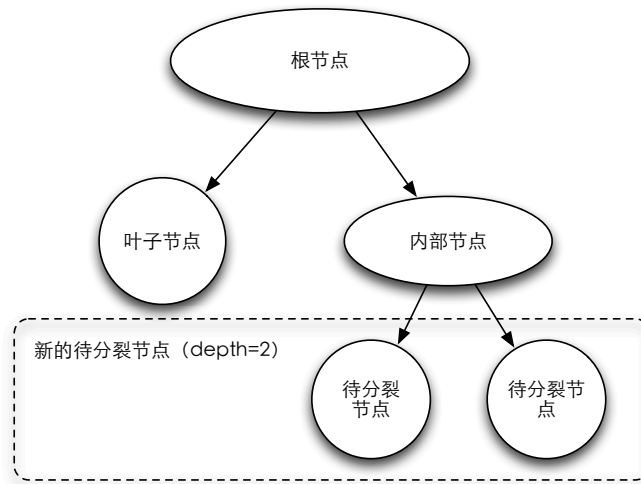 根节点
叶子节点
内部节点
新的待分裂节点（depth=2）
待分裂
节点
待分裂节
点